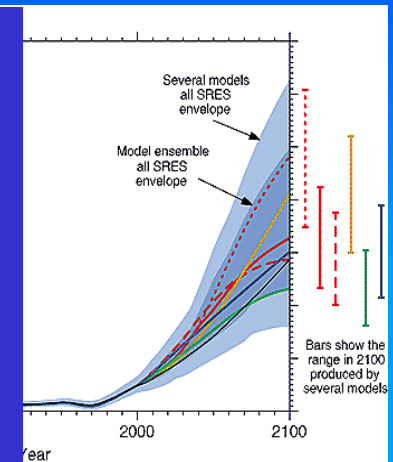 Several models
all SRES
envelope
Model ensemble
all SRES
envelope
Bars show the
range in 2100
produced by
several models
2000
2100
Year